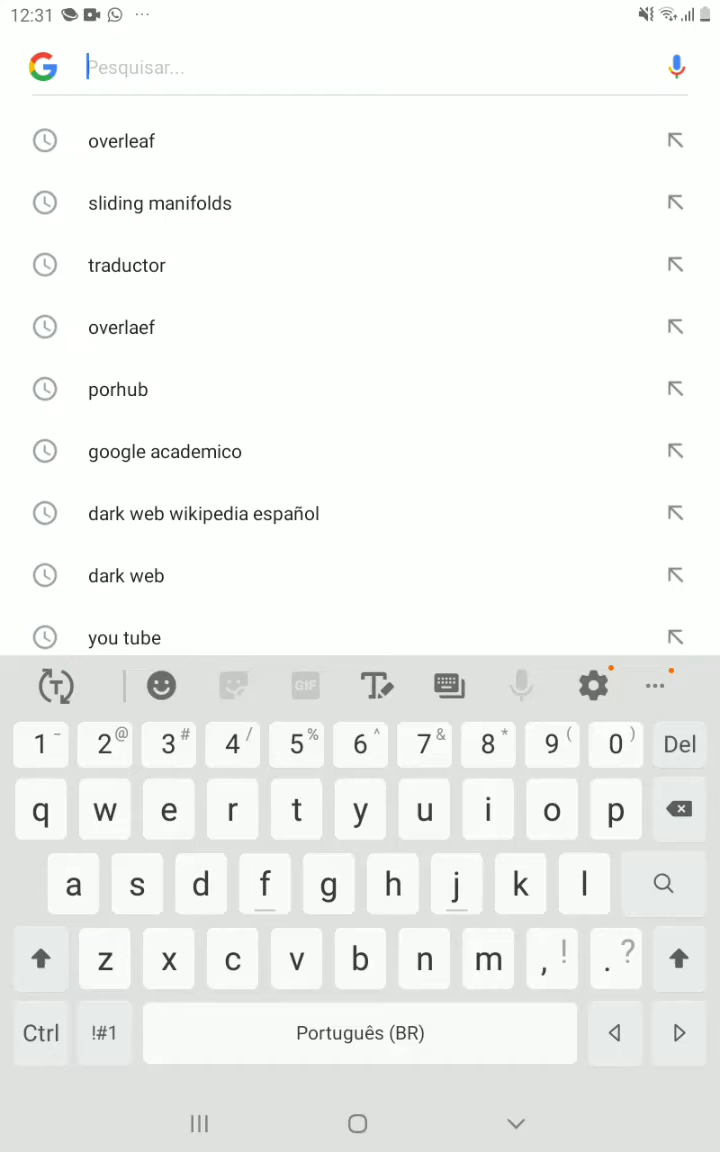 12:31
Pesquisar...
overleaf
sliding manifolds
traductor
overlaef
porhub
google academico
dark web wikipedia español
dark web
you tube
T GIF T
1 - 2 @ 3 # 4 / 5 % 6 ^ 7 & 8 * 9 ( 0 ) Del
q w e r t y u i o p
a s d f g h j k l
z x c v b n m , ! . ?
Ctrl !#1 Português (BR)